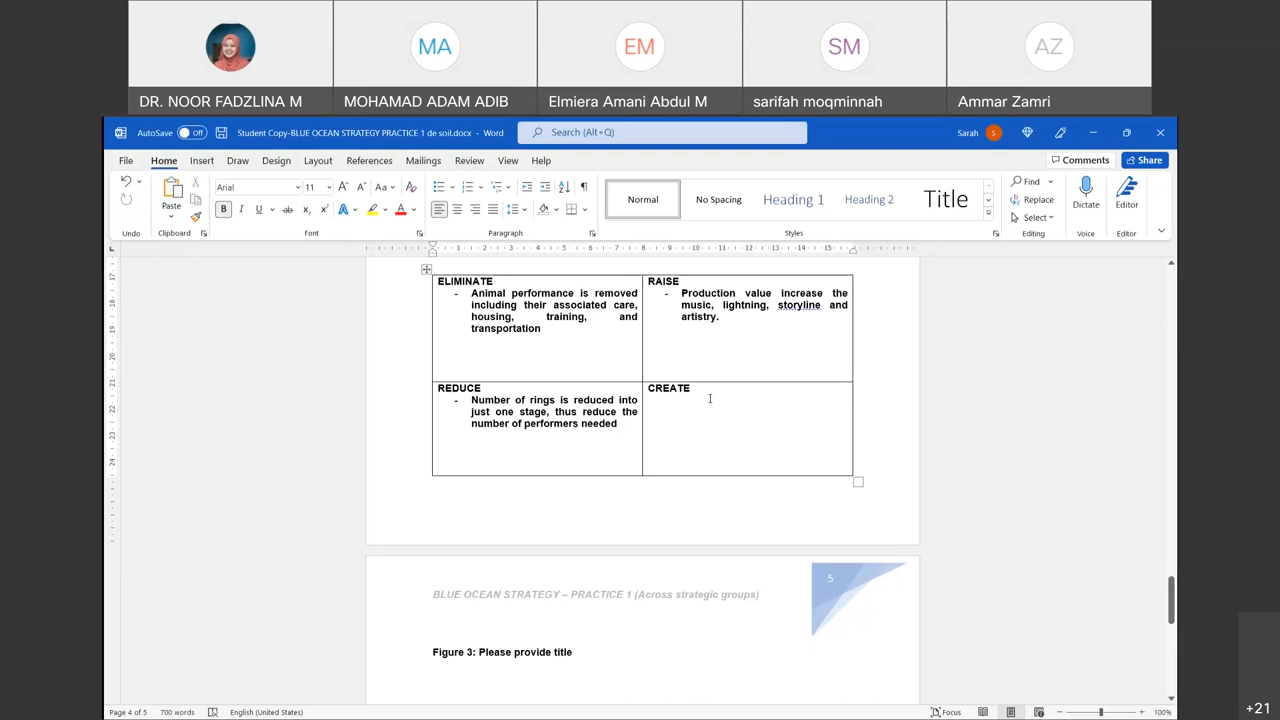 MA
EM
SM
AZ
DR. NOOR FADZLINA M
MOHAMAD ADAM ADIB
Elmiera Amani Abdul M
sarifah moqminnah
Ammar Zamri
AutoSave
Off
Student Copy-BLUE OCEAN STRATEGY PRACTICE 1 de soil.docx - Word
Search (Alt+Q)
Sarah
S
File
Home
Insert
Draw
Design
Layout
References
Mailings
Review
View
Help
Comments
Share
Paste
Arial
11
Normal
No Spacing
Heading 1
Heading 2
Title
Find
Replace
Select
Dictate
Editor
Undo
Clipboard
Font
Paragraph
Styles
Editing
Voice
Editor
ELIMINATE
- Animal performance is removed
including their associated care,
housing, training, and
transportation
RAISE
- Production value increase the
music, lightning, storyline and
artistry.
REDUCE
- Number of rings is reduced into
just one stage, thus reduce the
number of performers needed
CREATE
5
BLUE OCEAN STRATEGY – PRACTICE 1 (Across strategic groups)
Figure 3: Please provide title
Page 4 of 5
700 words
English (United States)
Focus
100%
+21